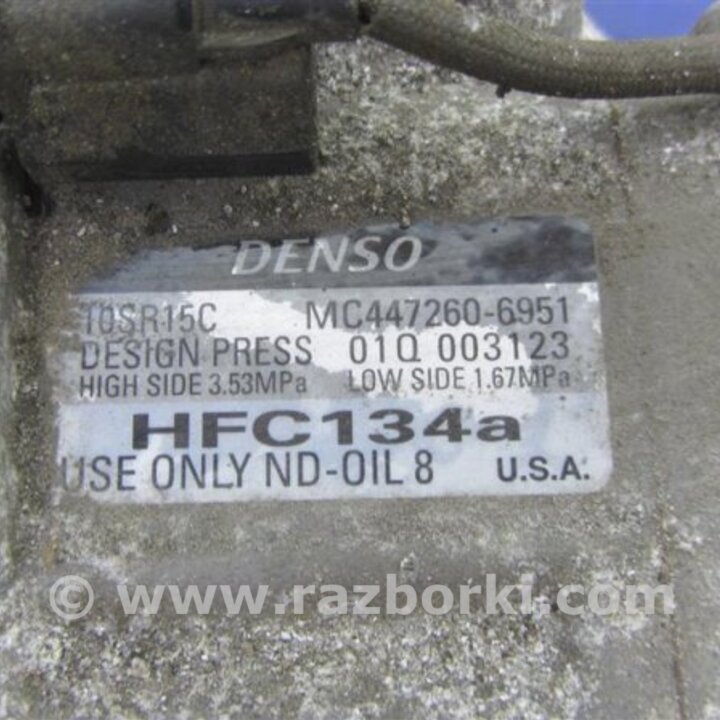 DENSO
10SR15C MC447260-6951
DESIGN PRESS 01Q 003123
HIGH SIDE 3.53MPa LOW SIDE 1.67MPa
HFC134a
USE ONLY ND-OIL 8 U.S.A.
© www.razborki.com